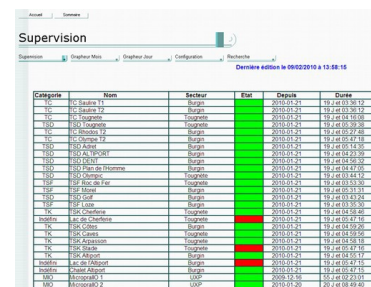 Accueil Sommaire
Supervision
Supervision Grapheur Mois Grapheur Jour Configuration Recherche
Dernière édition le 09/02/2010 à 13:58:15
Catégorie Nom Secteur Etat Depuis Durée
TC TC Saulire T1 Burgin 2010-01-21 19 J et 03:36:12
TC TC Saulire T2 Burgin 2010-01-21 19 J et 03:36:12
TC TC Tougnete Tougnete 2010-01-21 19 J et 04:16:08
TSD TSD Tougnete Tougnete 2010-01-21 19 J et 05:39:38
TC TC Rhodos T2 Burgin 2010-01-21 19 J et 05:27:48
TC TC Olympe T2 Burgin 2010-01-21 19 J et 05:47:18
TSD TSD Adret Burgin 2010-01-21 19 J et 05:14:35
TSD TSD ALTIPORT Burgin 2010-01-21 19 J et 04:23:39
TSD TSD DENT Burgin 2010-01-21 19 J et 04:56:32
TSD TSD Plan de l'Homme Burgin 2010-01-21 19 J et 04:47:05
TSD TSD Olympic Tougnete 2010-01-21 19 J et 03:44:12
TSF TSF Roc de Fer Tougnete 2010-01-21 19 J et 03:53:30
TSF TSF Morel Burgin 2010-01-21 19 J et 05:31:31
TSD TSD Golf Burgin 2010-01-21 19 J et 03:43:24
TSF TSF Loze Burgin 2010-01-21 19 J et 03:35:30
TK TSK Cherferie Tougnete 2010-01-21 19 J et 04:58:46
Indéfini Lac de Cherferie Tougnete 2010-01-21 19 J et 05:47:16
TK TSK Côtes Burgin 2010-01-21 19 J et 04:59:26
TK TSK Caves Tougnete 2010-01-21 19 J et 04:59:56
TK TSK Arpasson Tougnete 2010-01-21 19 J et 04:58:18
TK TSK Stade Tougnete 2010-01-21 19 J et 05:47:16
TK TSK Altiport Burgin 2010-01-21 19 J et 04:55:17
Indéfini Lac de l'Altiport Burgin 2010-01-21 19 J et 05:47:15
Indéfini Chalet Altiport Burgin 2010-01-21 19 J et 05:47:15
MIO MicropralIO 1 UXP 2009-12-16 55 J et 02:23:01
MIO MicropralIO 2 UXP 2010-01-20 20 J et 08:49:40